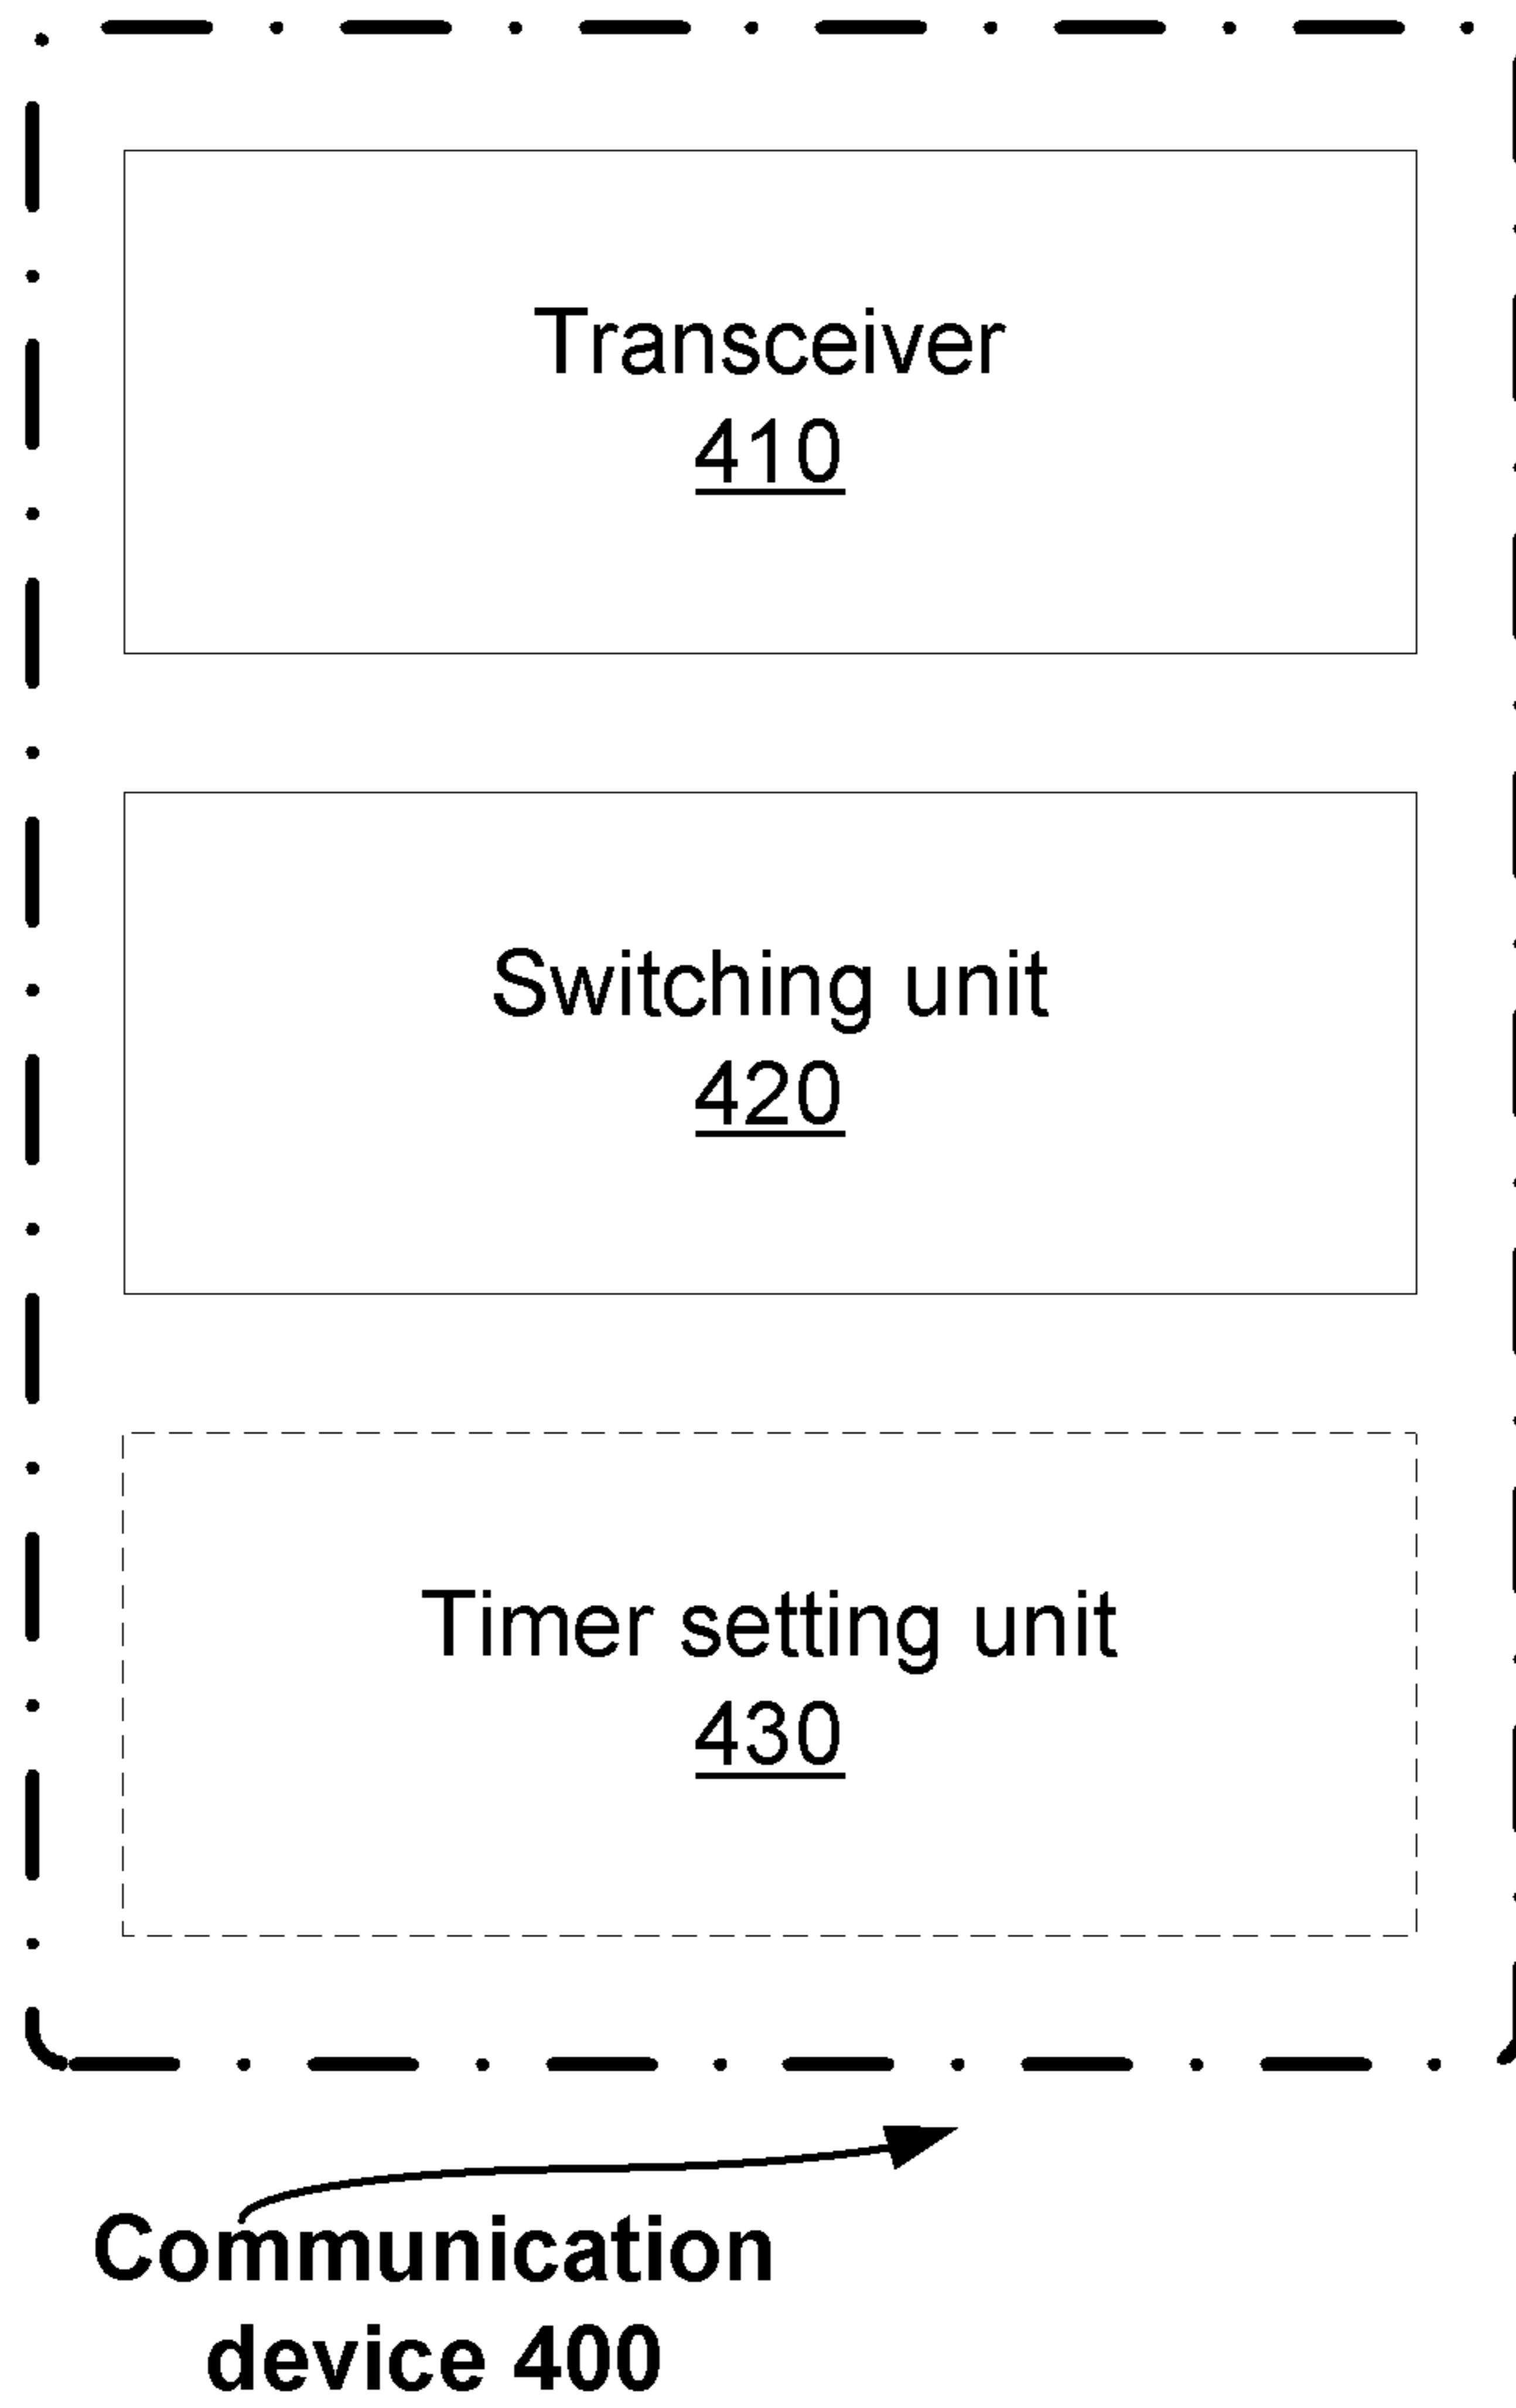 Transceiver
410
Switching unit
420
Timer setting unit
430
Communication
device 400